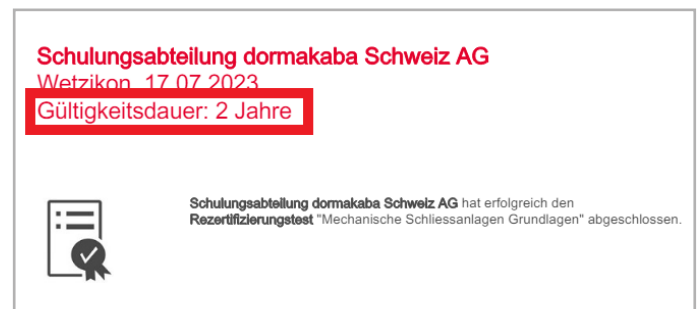 Schulungsabteilung dormakaba Schweiz AG
Wetzikon, 17.07.2023
Gültigkeitsdauer: 2 Jahre
Schulungsabteilung dormakaba Schweiz AG hat erfolgreich den
Rezertifizierungstest "Mechanische Schliessanlagen Grundlagen" abgeschlossen.